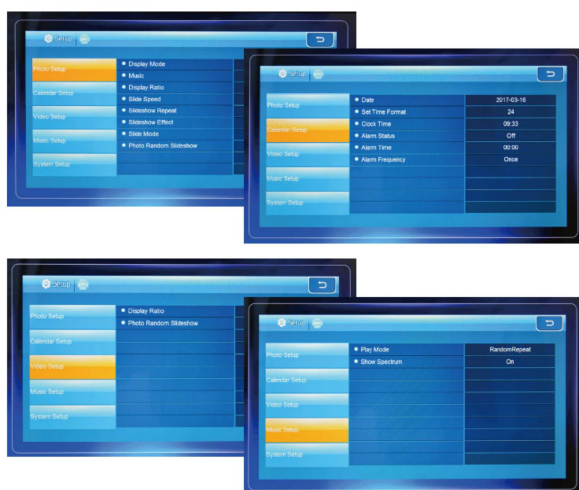 Setup
Photo Setup
Calendar Setup
Video Setup
Music Setup
System Setup
Display Mode
Music
Display Ratio
Slide Speed
Slideshow Repeat
Slideshow Effect
Slide Mode
Photo Random Slideshow
Setup
Photo Setup
Calendar Setup
Video Setup
Music Setup
System Setup
Date 2017-03-16
Set Time Format 24
Clock Time 09:33
Alarm Status Off
Alarm Time 00:00
Alarm Frequency Once
Setup
Photo Setup
Calendar Setup
Video Setup
Music Setup
System Setup
Display Ratio
Photo Random Slideshow
Setup
Photo Setup
Calendar Setup
Video Setup
Music Setup
System Setup
Play Mode RandomRepeat
Show Spectrum On